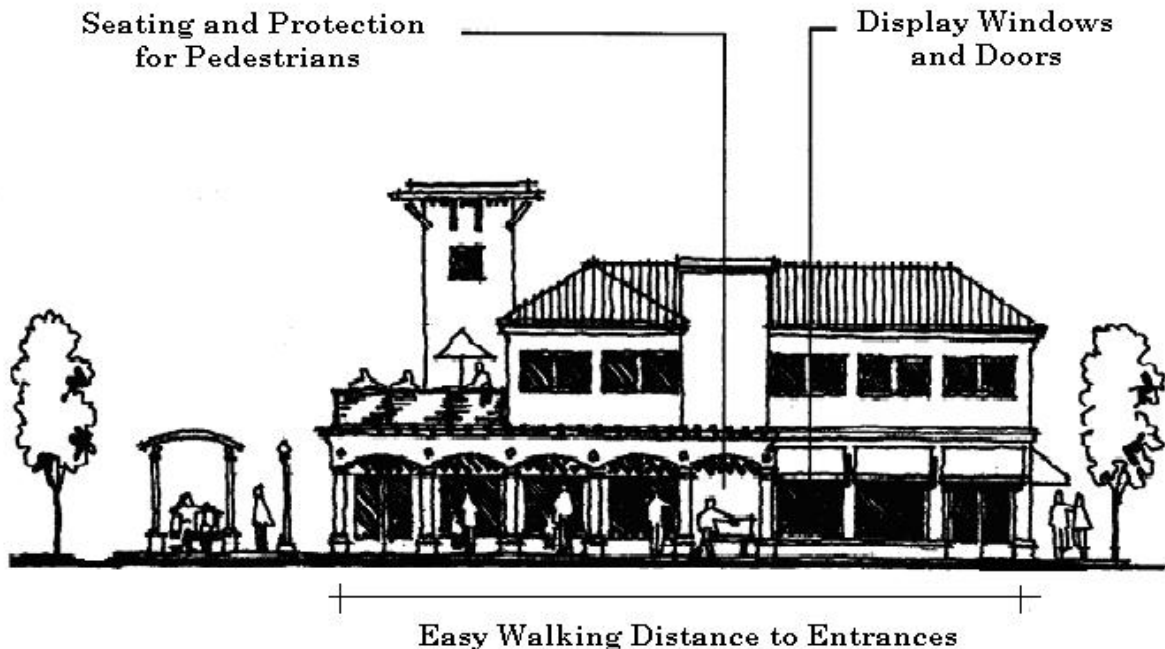 Seating and Protection
for Pedestrians
Display Windows
and Doors
Easy Walking Distance to Entrances